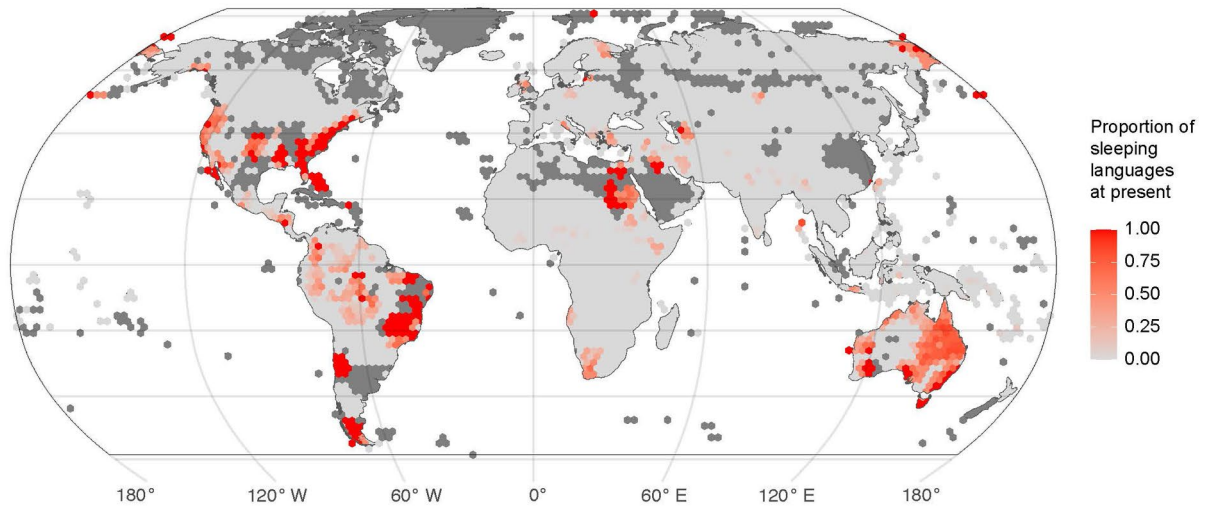 Proportion of
sleeping
languages
at present
1.00
0.75
0.50
0.25
0.00
180°
120° W
60° W
0°
60° E
120° E
180°